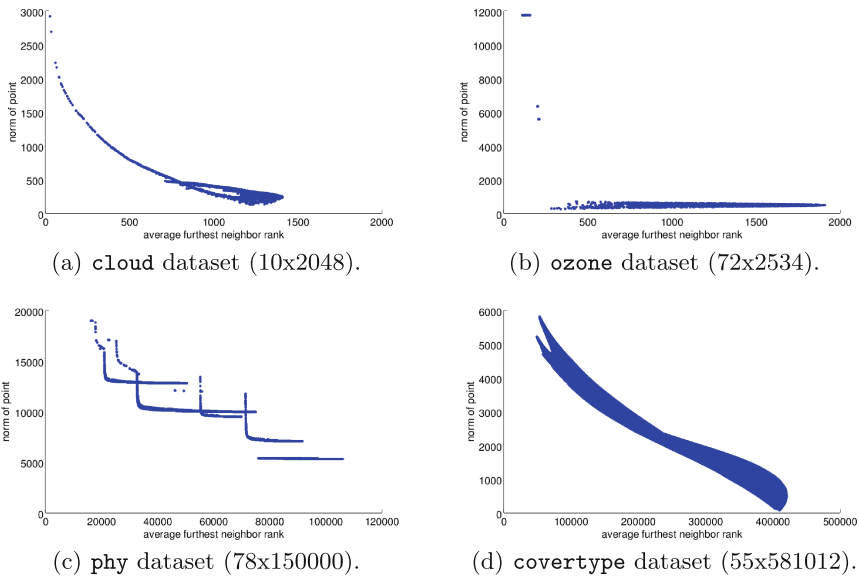 3000
2500
2000
1500
1000
500
0
norm of point
0 500 1000 1500 2000
average furthest neighbor rank
(a) cloud dataset (10x2048).
12000
10000
8000
6000
4000
2000
0
norm of point
0 500 1000 1500 2000
average furthest neighbor rank
(b) ozone dataset (72x2534).
20000
15000
10000
5000
0
norm of point
0 20000 40000 60000 80000 100000 120000
average furthest neighbor rank
(c) phy dataset (78x150000).
6000
5000
4000
3000
2000
1000
0
norm of point
0 100000 200000 300000 400000 500000
average furthest neighbor rank
(d) covertype dataset (55x581012).